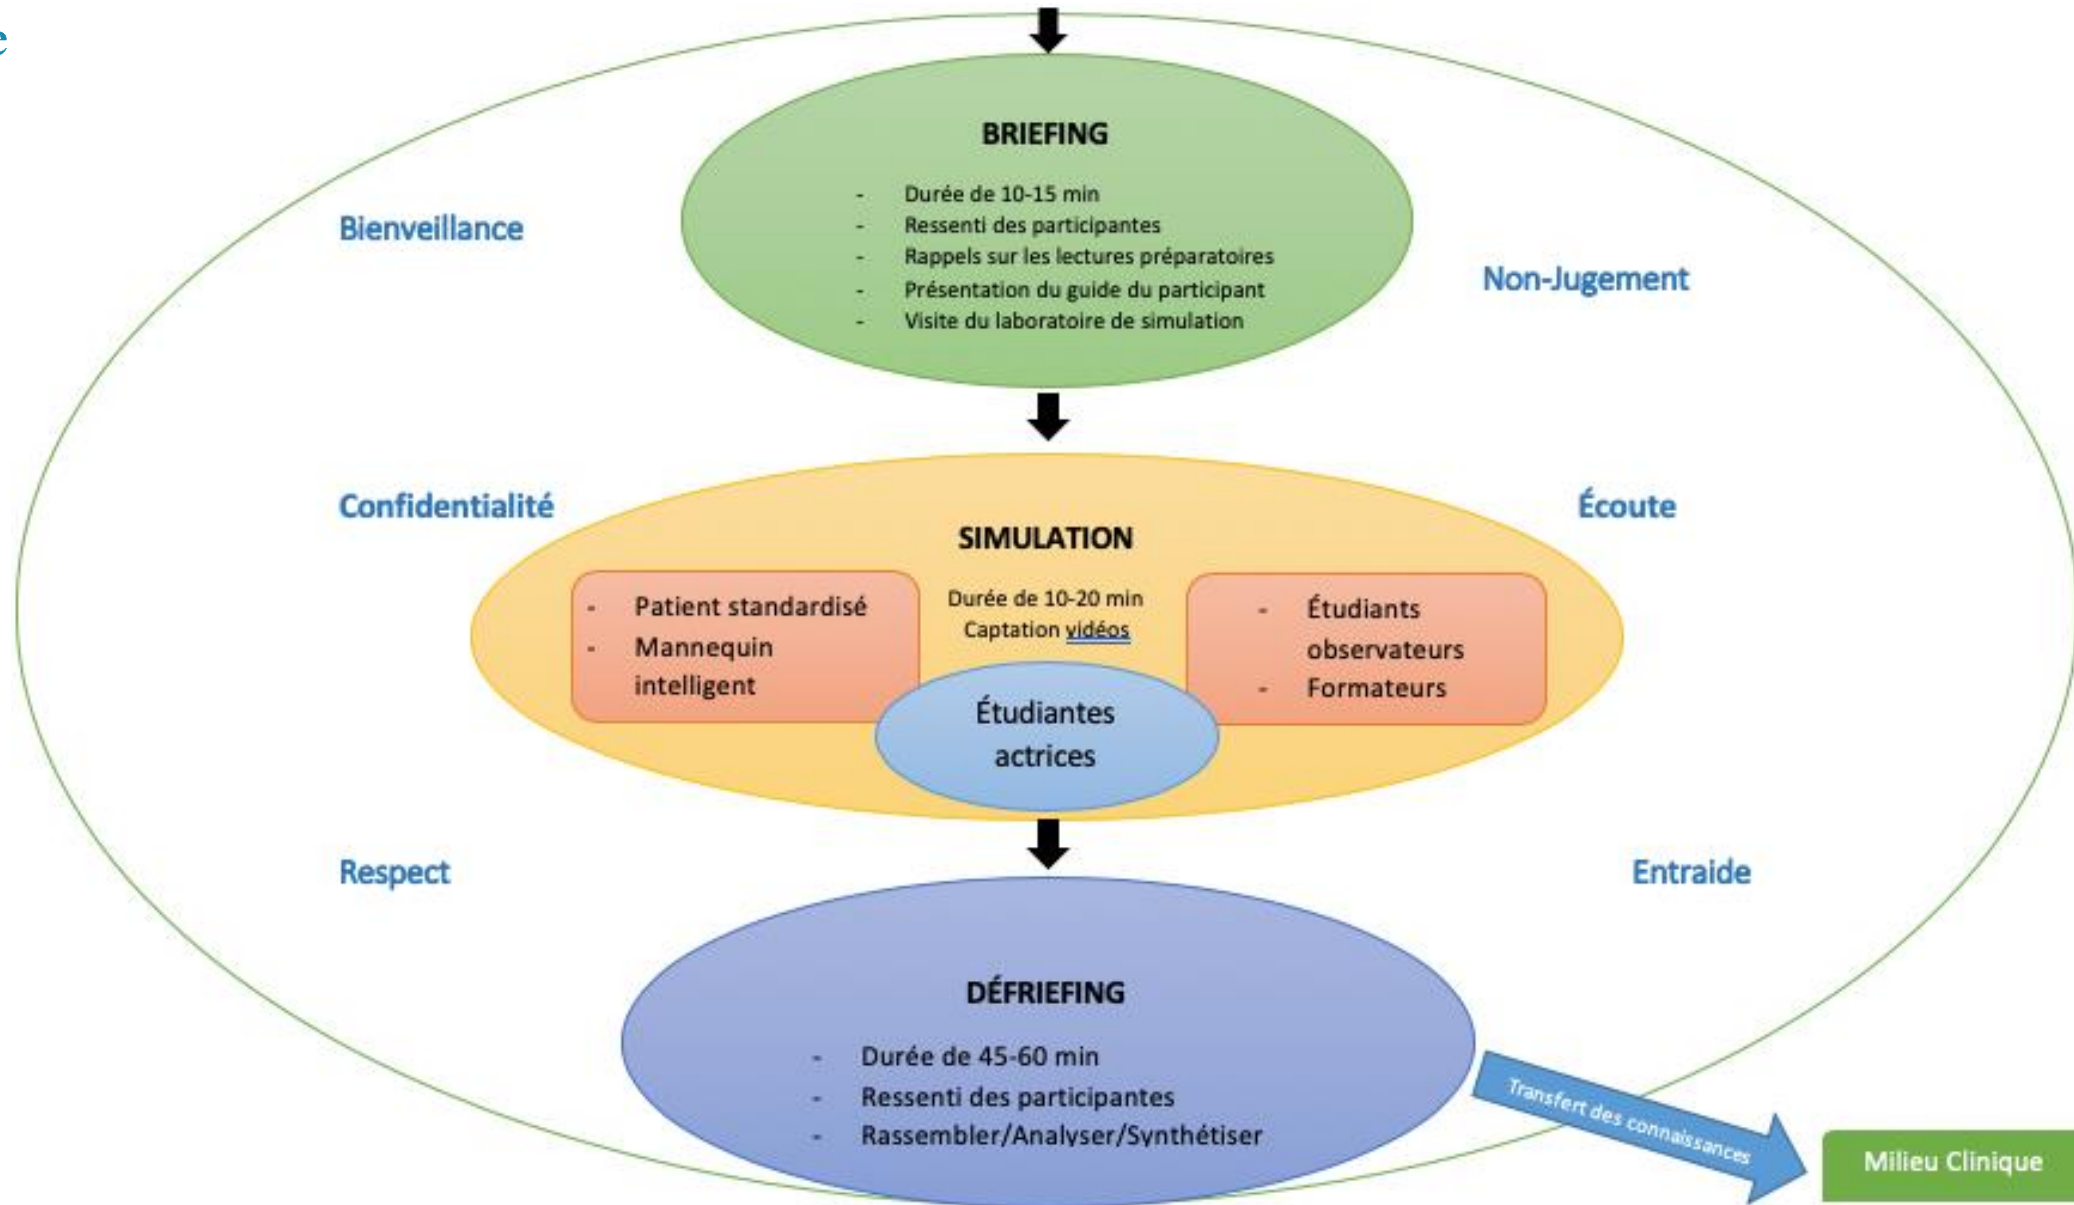 e
BRIEFING
- Durée de 10-15 min
- Ressenti des participantes
- Rappels sur les lectures préparatoires
- Présentation du guide du participant
- Visite du laboratoire de simulation
Bienveillance
Non-Jugement
Confidentialité
Écoute
SIMULATION
Durée de 10-20 min
Captation vidéos
- Patient standardisé
- Mannequin
intelligent
- Étudiants
observateurs
- Formateurs
Étudiantes
actrices
Respect
Entraide
DÉFRIEFING
- Durée de 45-60 min
- Ressenti des participantes
- Rassembler/Analyser/Synthétiser
Transfert des connaissances
Milieu Clinique